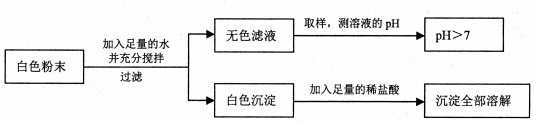 白色粉末
加入足量的水
并充分搅拌
过滤
无色滤液
取样，测溶液的 pH
pH＞7
白色沉淀
加入足量的稀盐酸
沉淀全部溶解